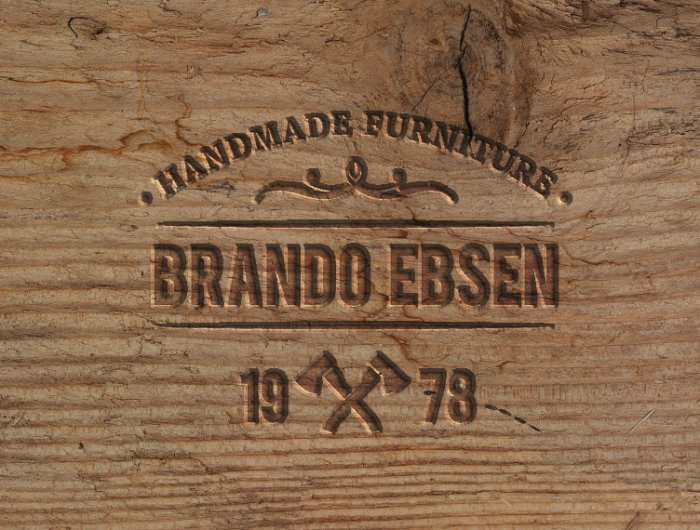 • HANDMADE FURNITURE •
BRANDO EBSEN
19 78